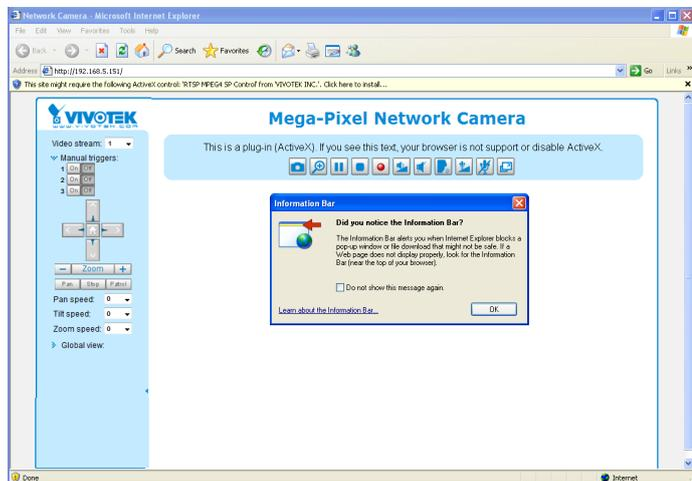 Network Camera - Microsoft Internet Explorer
File Edit View Favorites Tools Help
Back Search Favorites
Address http://192.168.5.151/ Go Links »
This site might require the following ActiveX control: 'RTSP MPEG4 SP Control' from 'VIVOTEK INC.'. Click here to install...
VIVOTEK
WWW.VIVOTEK.COM
Mega-Pixel Network Camera
Video stream: 1
This is a plug-in (ActiveX). If you see this text, your browser is not support or disable ActiveX.
Manual triggers:
1 On Off
2 On Off
3 On Off
Information Bar
Did you notice the Information Bar?
The Information Bar alerts you when Internet Explorer blocks a
pop-up window or file download that might not be safe. If a
Web page does not display properly, look for the Information
Bar (near the top of your browser).
Do not show this message again.
Learn about the Information Bar...
OK
− Zoom +
Pan Stop Patrol
Pan speed: 0
Tilt speed: 0
Zoom speed: 0
Global view:
Done
Internet